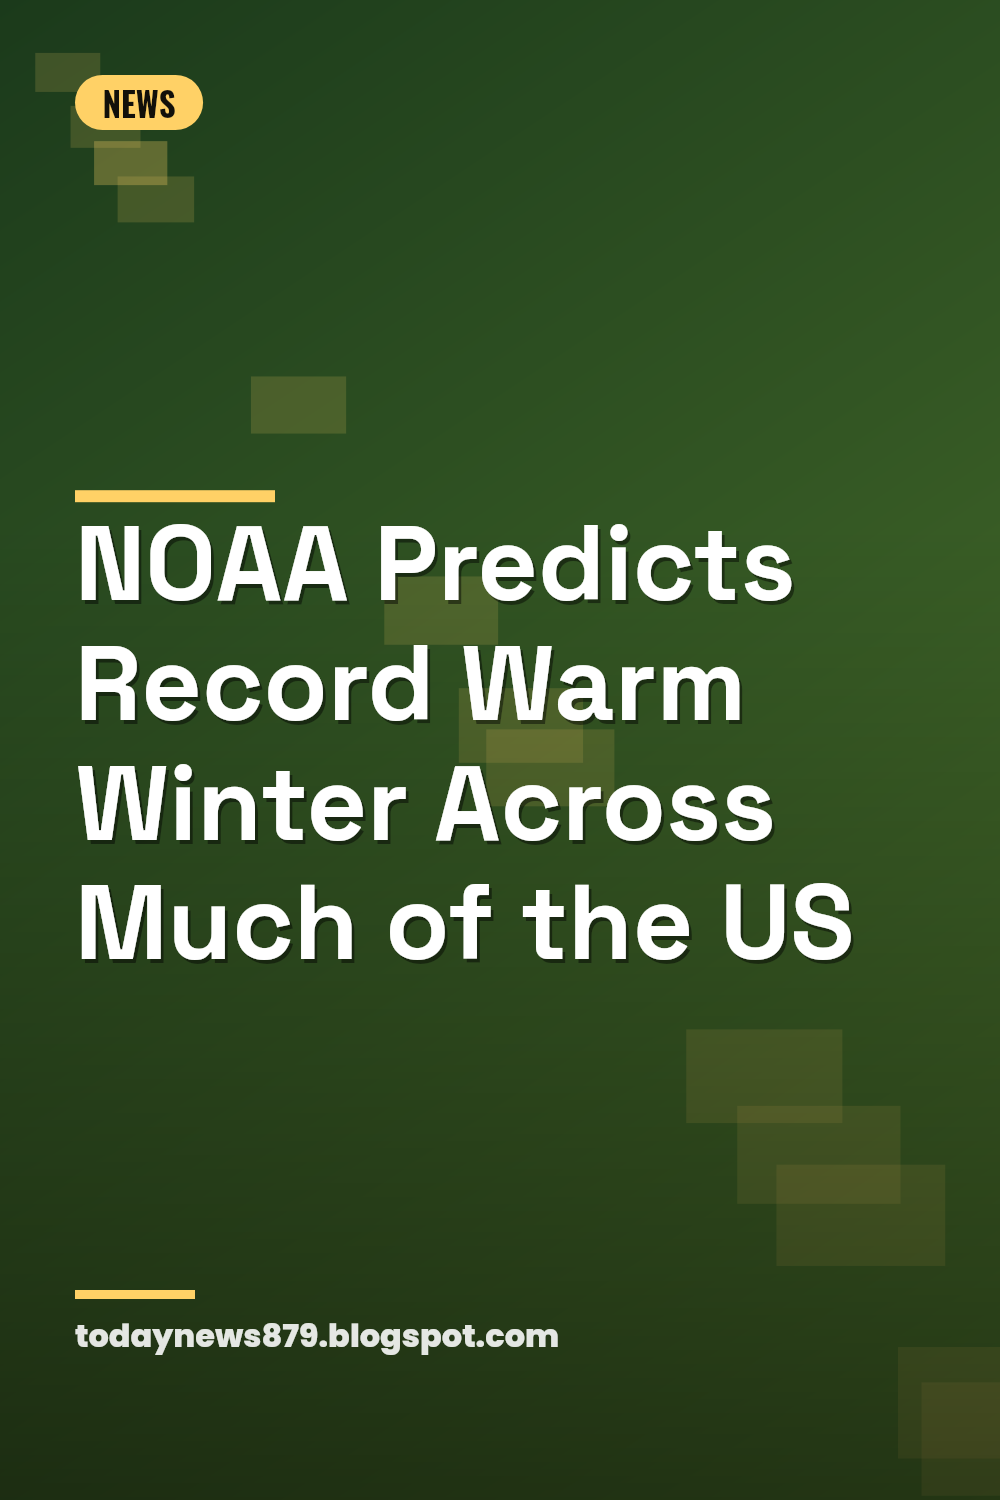 NEWS
NOAA Predicts
Record Warm
Winter Across
Much of the US
todaynews879.blogspot.com